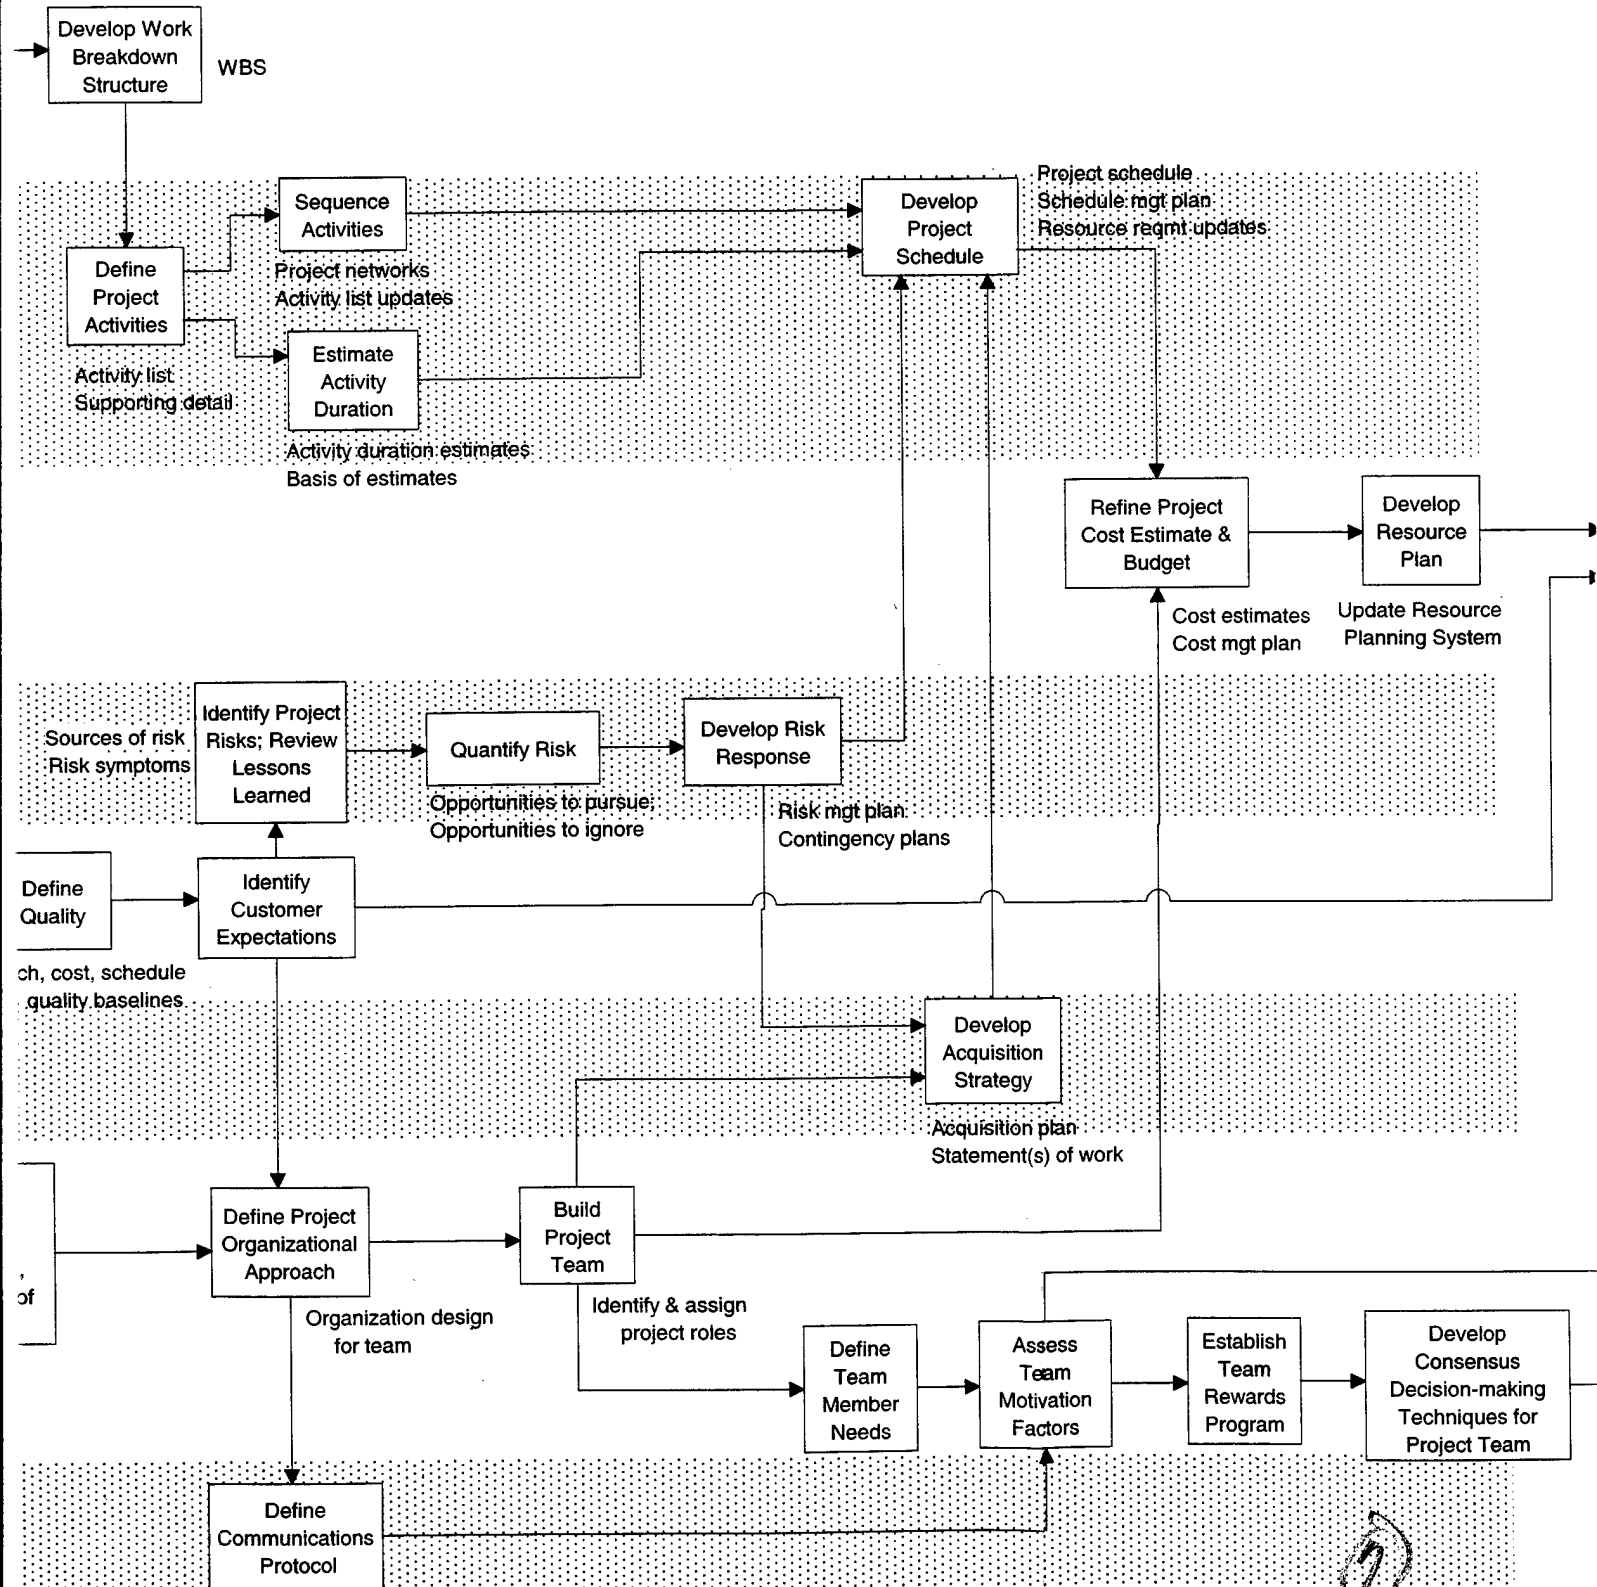 Develop Work
Breakdown
Structure
WBS
Sequence
Activities
Project networks
Activity list updates
Define
Project
Activities
Activity list
Supporting detail
Estimate
Activity
Duration
Activity duration estimates
Basis of estimates
Develop
Project
Schedule
Project schedule
Schedule mgt plan
Resource reqmt updates
Refine Project
Cost Estimate &
Budget
Cost estimates
Cost mgt plan
Develop
Resource
Plan
Update Resource
Planning System
Sources of risk
Risk symptoms
Identify Project
Risks; Review
Lessons
Learned
Quantify Risk
Opportunities to pursue;
Opportunities to ignore
Develop Risk
Response
Risk mgt plan
Contingency plans
Define
Quality
ch, cost, schedule
quality baselines
Identify
Customer
Expectations
Develop
Acquisition
Strategy
Acquisition plan
Statement(s) of work
,
of
Define Project
Organizational
Approach
Organization design
for team
Build
Project
Team
Identify & assign
project roles
Define
Team
Member
Needs
Assess
Team
Motivation
Factors
Establish
Team
Rewards
Program
Develop
Consensus
Decision-making
Techniques for
Project Team
Define
Communications
Protocol